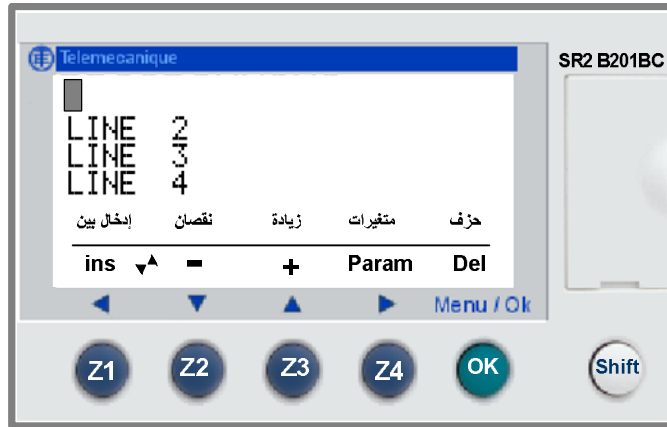 Telemecanique
SR2 B201BC
LINE 2
LINE 3
LINE 4
إدخال بين نقصان زيادة متغيرات حزف
ins - + Param Del
Menu / Ok
Z1 Z2 Z3 Z4 OK Shift